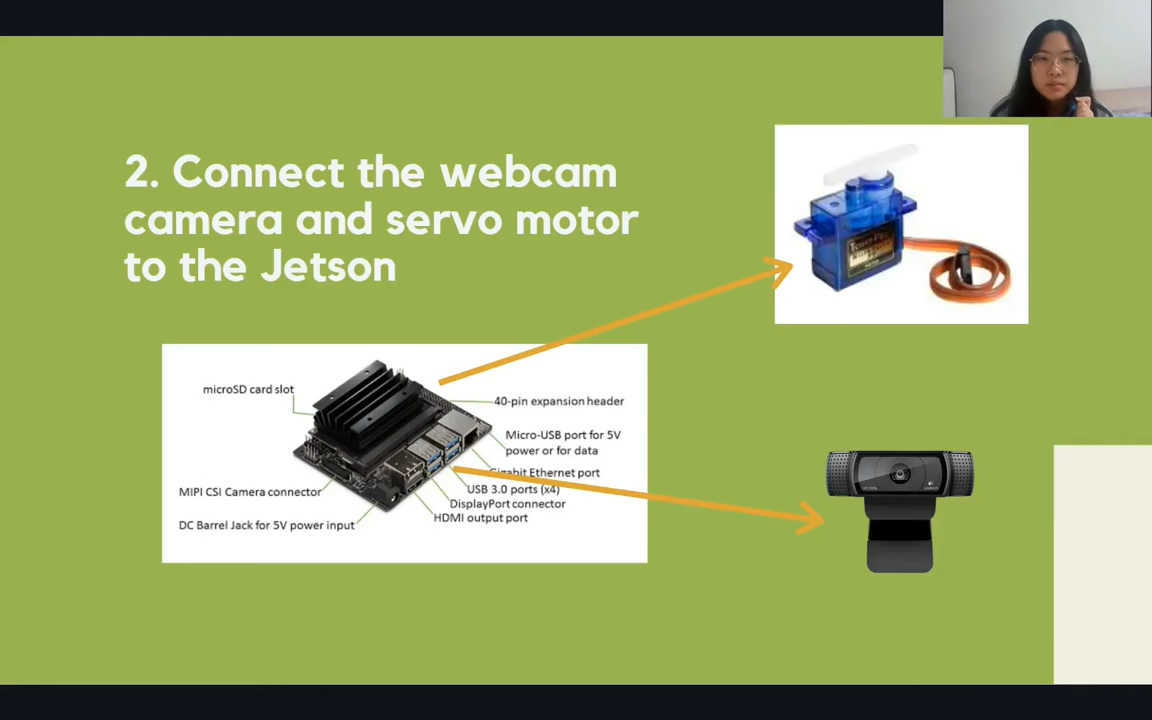 2. Connect the webcam
camera and servo motor
to the Jetson
microSD card slot
40-pin expansion header
Micro-USB port for 5V
power or for data
Gigabit Ethernet port
USB 3.0 ports (x4)
MIPI CSI Camera connector
DisplayPort connector
HDMI output port
DC Barrel Jack for 5V power input
Tower Pro